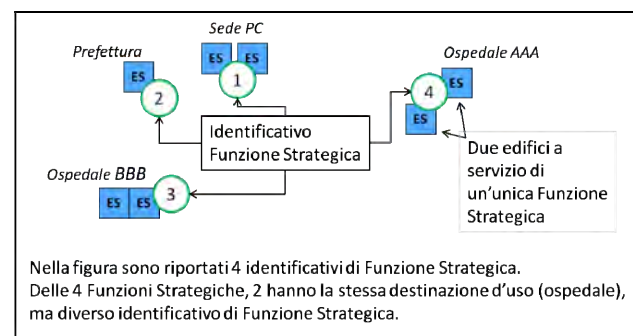 Sede PC
Prefettura
Ospedale AAA
ES ES
ES
ES
1
2
4
ES
Identificativo
Funzione Strategica
Due edifici a
servizio di
un'unica Funzione
Strategica
Ospedale BBB
3
ES ES
Nella figura sono riportati 4 identificativi di Funzione Strategica.
Delle 4 Funzioni Strategiche, 2 hanno la stessa destinazione d'uso (ospedale),
ma diverso identificativo di Funzione Strategica.